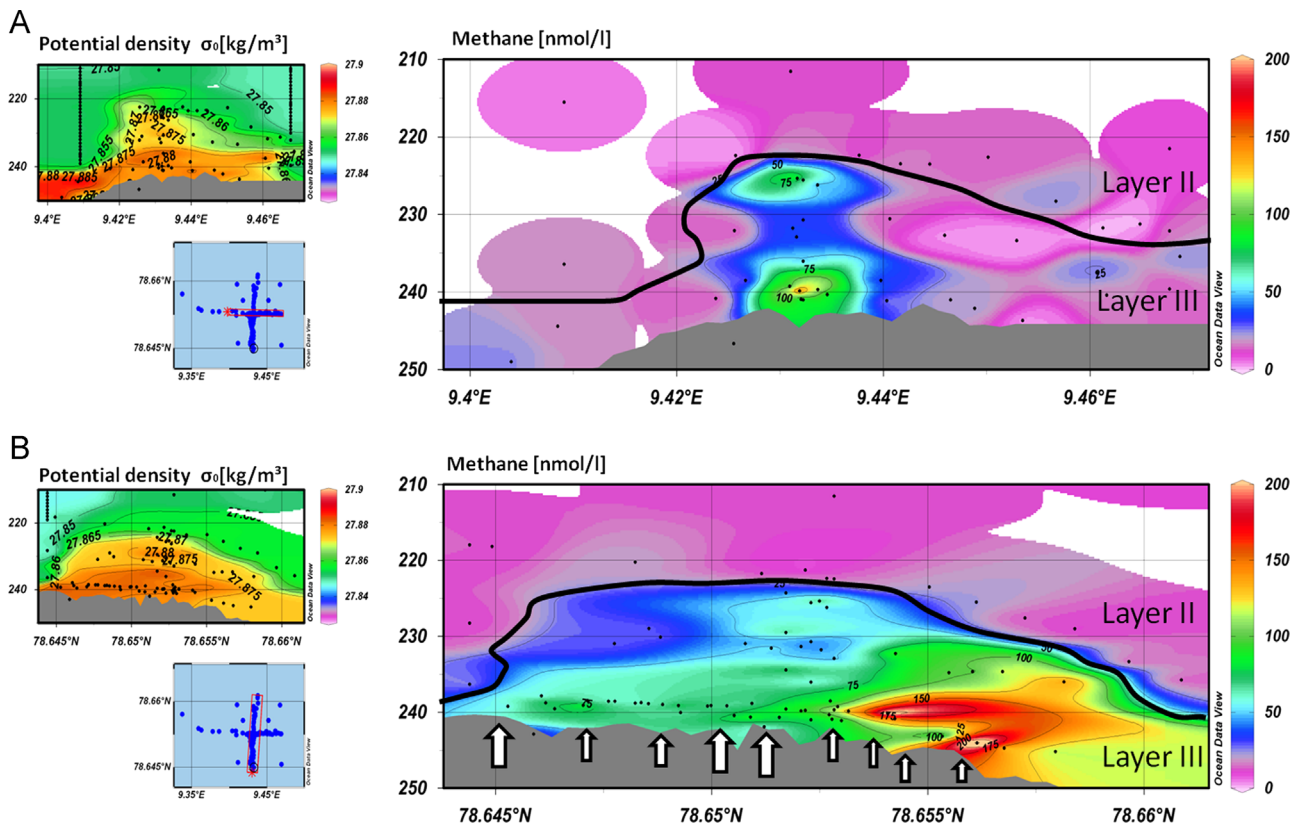 A
Potential density σ₀[kg/m³]
27.9
27.88
27.86
27.84
Ocean Data View
220
240
27.85
27.87
27.865
27.86
27.85
27.855
27.875
27.875
27.88
27.88
27.885
9.4°E
9.42°E
9.44°E
9.46°E
78.66°N
78.645°N
9.35°E
9.45°E
Ocean Data View
Methane [nmol/l]
210
220
230
240
250
25
50
75
75
100
25
Layer II
Layer III
Ocean Data View
200
150
100
50
0
9.4°E
9.42°E
9.44°E
9.46°E
B
Potential density σ₀[kg/m³]
27.9
27.88
27.86
27.84
Ocean Data View
220
240
27.85
27.865
27.86
27.87
27.88
27.875
27.875
78.645°N
78.65°N
78.655°N
78.66°N
78.66°N
78.645°N
9.35°E
9.45°E
Ocean Data View
Methane [nmol/l]
210
220
230
240
250
25
50
100
75
75
150
175
100
125
200
175
Layer II
Layer III
Ocean Data View
200
150
100
50
0
78.645°N
78.65°N
78.655°N
78.66°N